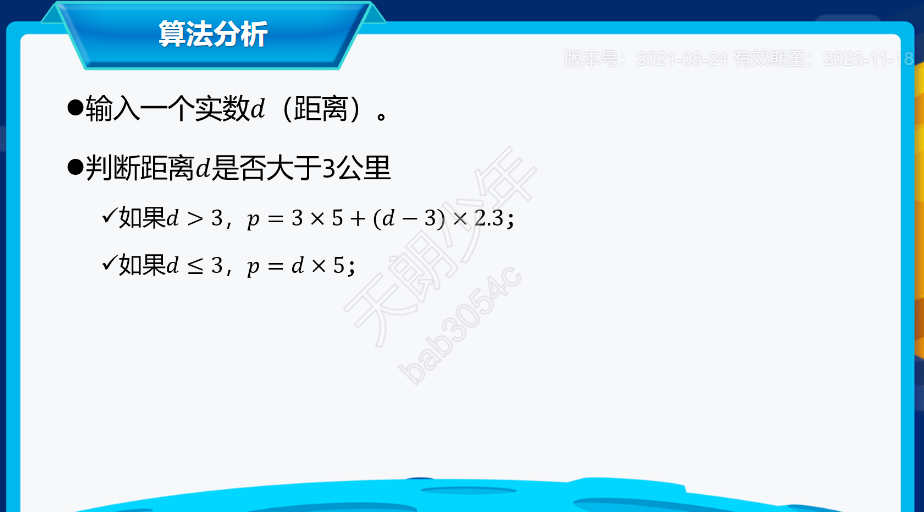 算法分析
版本号：2021-08-24 有效期至：2023-11-18
●输入一个实数d（距离）。
●判断距离d是否大于3公里
✓如果d > 3，p = 3 × 5 + (d − 3) × 2.3；
✓如果d ≤ 3，p = d × 5；
天朗少年
bab3054c